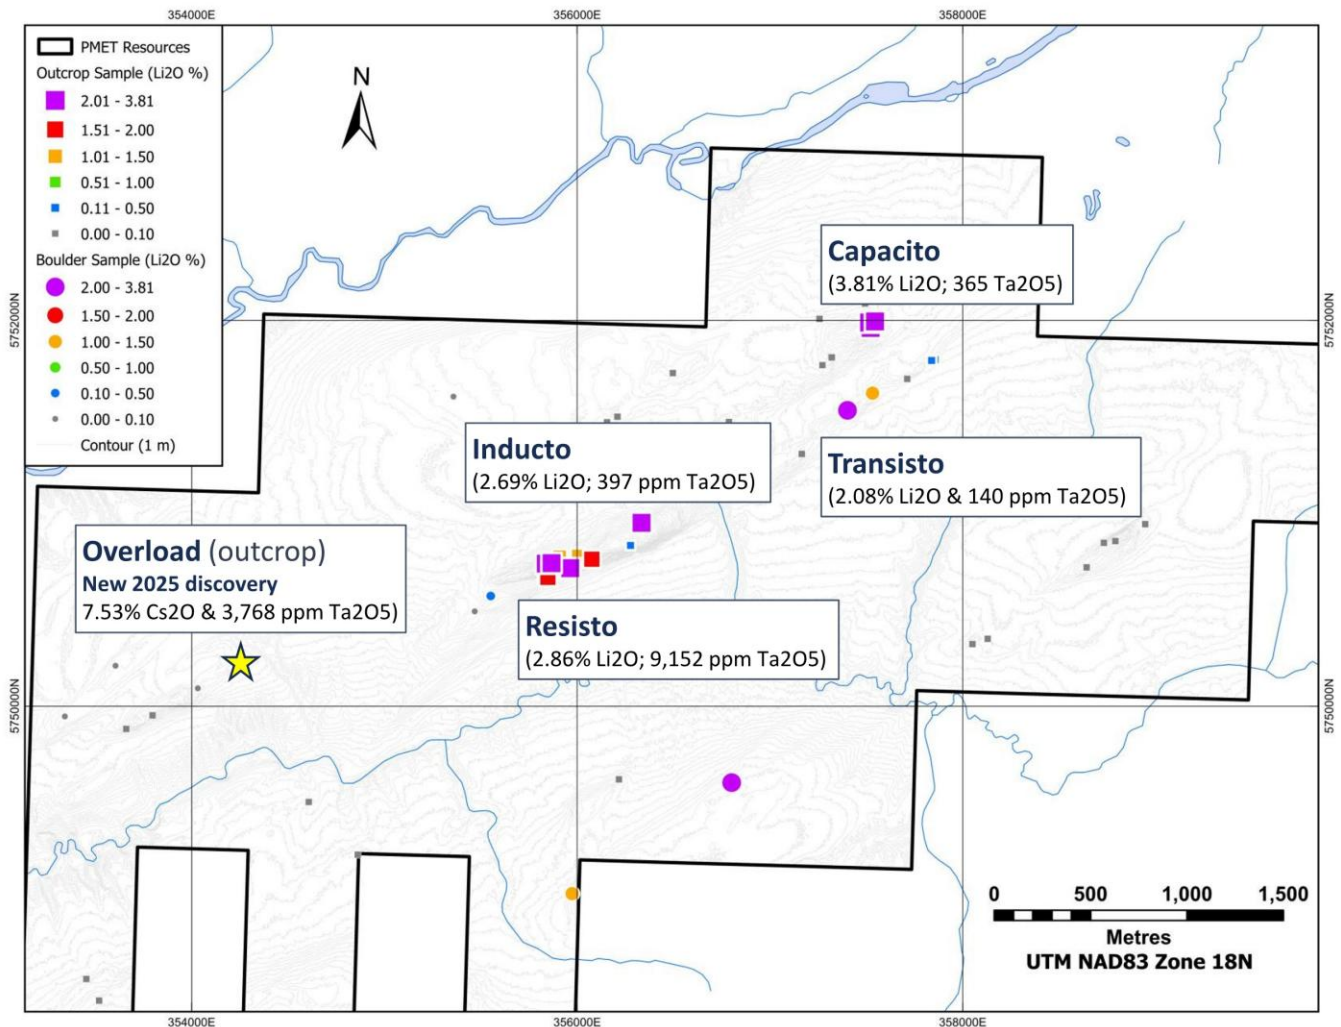 354000E
356000E
358000E
PMET Resources
Outcrop Sample (Li2O %)
2.01 - 3.81
1.51 - 2.00
1.01 - 1.50
0.51 - 1.00
0.11 - 0.50
0.00 - 0.10
Boulder Sample (Li2O %)
2.00 - 3.81
1.50 - 2.00
1.00 - 1.50
0.50 - 1.00
0.10 - 0.50
0.00 - 0.10
Contour (1 m)
N
Capacito
(3.81% Li2O; 365 Ta2O5)
5752000N
5752000N
Inducto
(2.69% Li2O; 397 ppm Ta2O5)
Transisto
(2.08% Li2O & 140 ppm Ta2O5)
Overload (outcrop)
New 2025 discovery
7.53% Cs2O & 3,768 ppm Ta2O5)
Resisto
(2.86% Li2O; 9,152 ppm Ta2O5)
5750000N
5750000N
0 500 1,000 1,500
Metres
UTM NAD83 Zone 18N
354000E
356000E
358000E